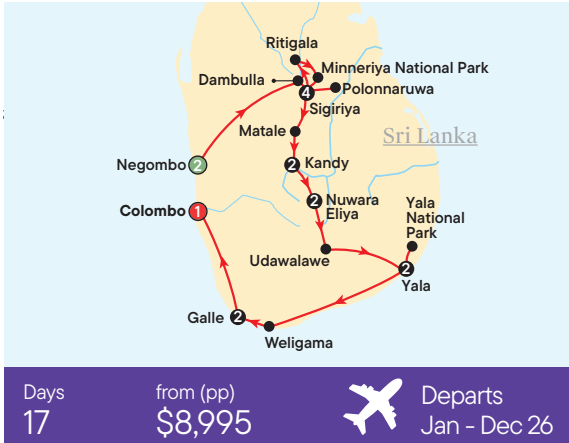 Ritigala
Minneriya National Park
Dambulla
Polonnaruwa
4
Sigiriya
Matale
Sri Lanka
Negombo 2
2 Kandy
2 Nuwara
Eliya
Yala
National
Park
Colombo 1
Udawalawe
2
Yala
Galle 2
Weligama
Days
17
from (pp)
$8,995
Departs
Jan - Dec 26